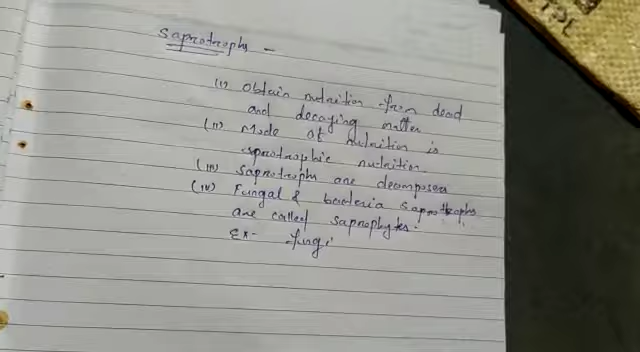 Saprotrophs -
(i) Obtain nutrition from dead
and decaying matter
(ii) Mode of nutrition is
saprotrophic nutrition.
(iii) Saprotrophs are decomposers
(iv) Fungal & bacteria saprotrophs
are called saprophytes.
Ex- fungi